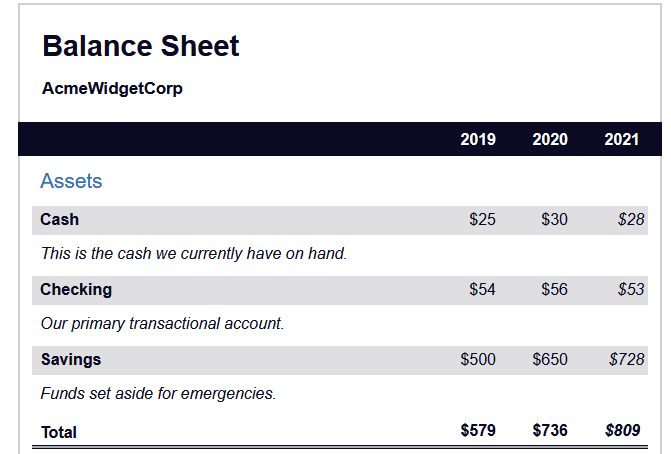 Balance Sheet
AcmeWidgetCorp
2019 2020 2021
Assets
Cash $25 $30 $28
This is the cash we currently have on hand.
Checking $54 $56 $53
Our primary transactional account.
Savings $500 $650 $728
Funds set aside for emergencies.
Total $579 $736 $809